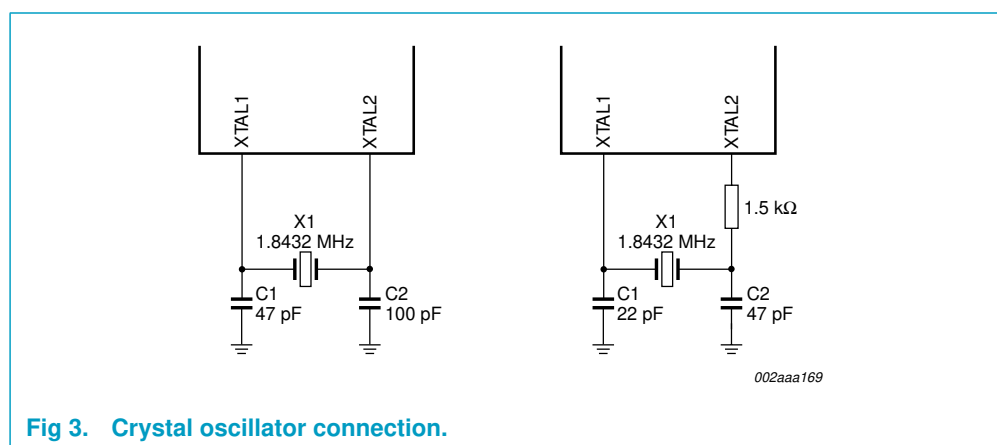 XTAL1
XTAL2
X1
1.8432 MHz
C1
47 pF
C2
100 pF
XTAL1
XTAL2
1.5 kΩ
X1
1.8432 MHz
C1
22 pF
C2
47 pF
002aaa169
Fig 3. Crystal oscillator connection.